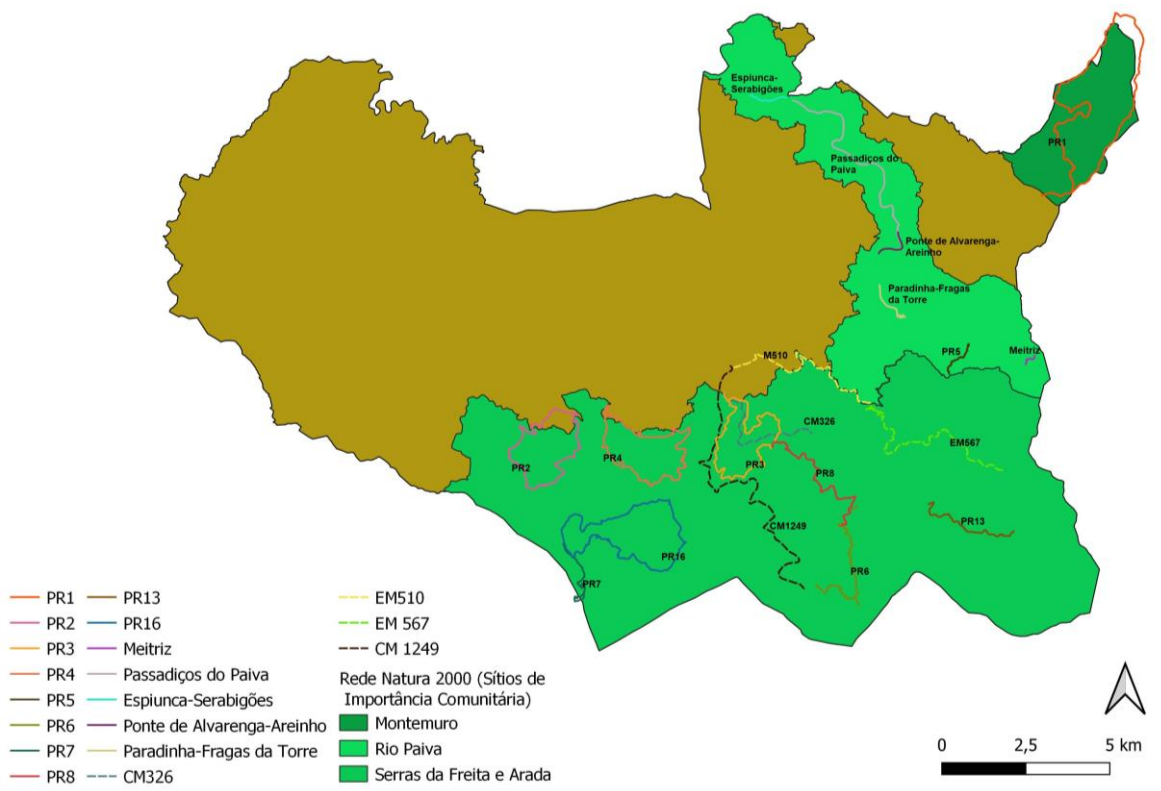 Espiunca-
Serabigões
PR1
Passadiços do
Paiva
Ponte de Alvarenga-
Areinho
Paradinha-Fragas
da Torre
M510
PR5
Meitriz
CM326
EM567
PR2
PR4
PR3
PR8
CM1249
PR13
PR16
PR6
PR7
PR1
PR2
PR3
PR4
PR5
PR6
PR7
PR8
PR13
PR16
Meitriz
Passadiços do Paiva
Espiunca-Serabigões
Ponte de Alvarenga-Areinho
Paradinha-Fragas da Torre
CM326
EM510
EM 567
CM 1249
Rede Natura 2000 (Sítios de
Importância Comunitária)
Montemuro
Rio Paiva
Serras da Freita e Arada
0 2,5 5 km